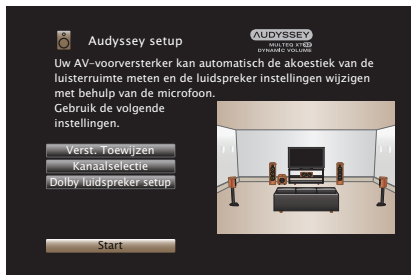 Audyssey setup
AUDYSSEY
MULTEQ XT32
DYNAMIC VOLUME
Uw AV-voorversterker kan automatisch de akoestiek van de
luisterruimte meten en de luidspreker instellingen wijzigen
met behulp van de microfoon.
Gebruik de volgende
instellingen.
Verst. Toewijzen
Kanaalselectie
Dolby luidspreker setup
Start